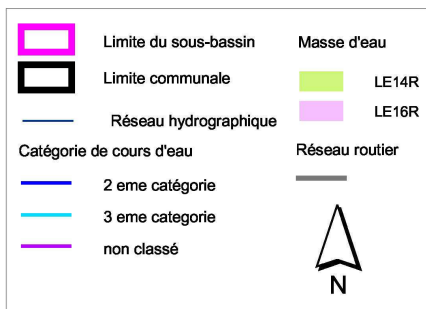 Limite du sous-bassin
Limite communale
Réseau hydrographique
Catégorie de cours d'eau
2 eme catégorie
3 eme categorie
non classé
Masse d'eau
LE14R
LE16R
Réseau routier
N